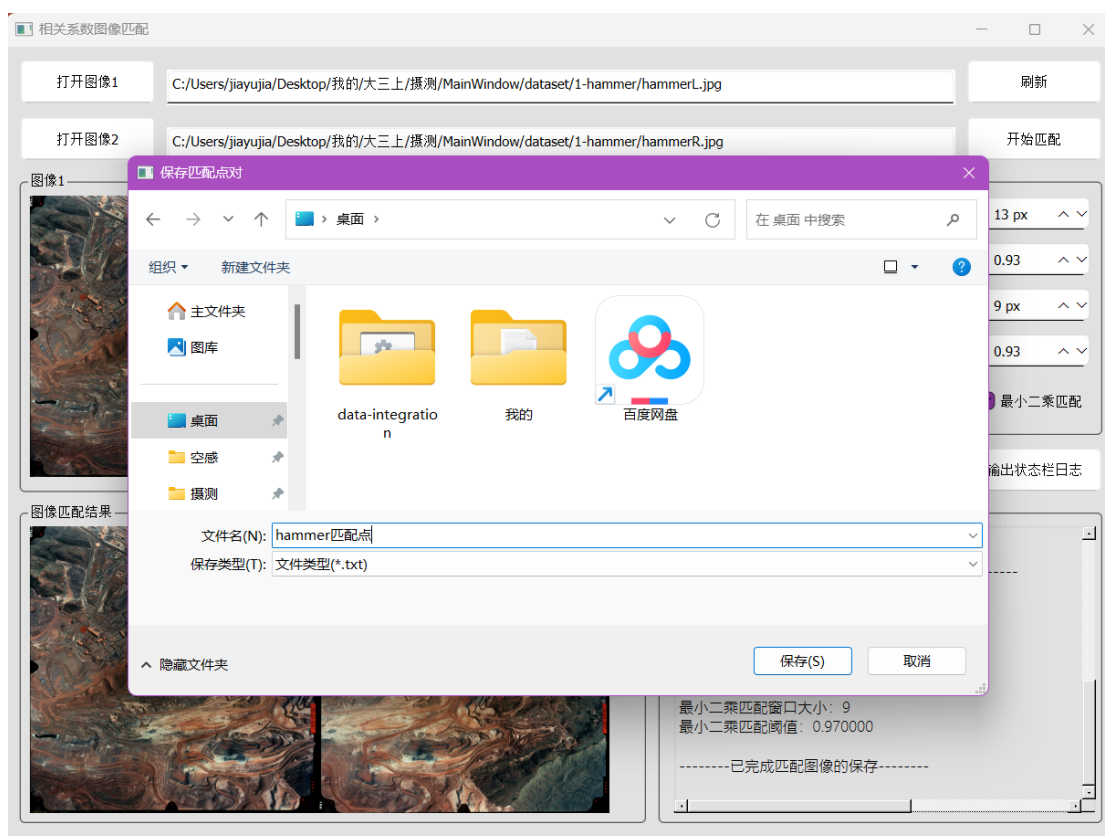 相关系数图像匹配
打开图像1
C:/Users/jiayujia/Desktop/我的/大三上/摄测/MainWindow/dataset/1-hammer/hammerL.jpg
刷新
打开图像2
C:/Users/jiayujia/Desktop/我的/大三上/摄测/MainWindow/dataset/1-hammer/hammerR.jpg
开始匹配
图像1
保存匹配点对
桌面
在 桌面 中搜索
13 px
组织
新建文件夹
0.93
主文件夹
图库
9 px
0.93
data-integratio
n
我的
百度网盘
最小二乘匹配
桌面
空感
摄测
输出状态栏日志
图像匹配结果
文件名(N):
hammer匹配点
保存类型(T):
文件类型(*.txt)
-----
隐藏文件夹
保存(S)
取消
最小二乘匹配窗口大小：9
最小二乘匹配阈值：0.970000
--------已完成匹配图像的保存--------